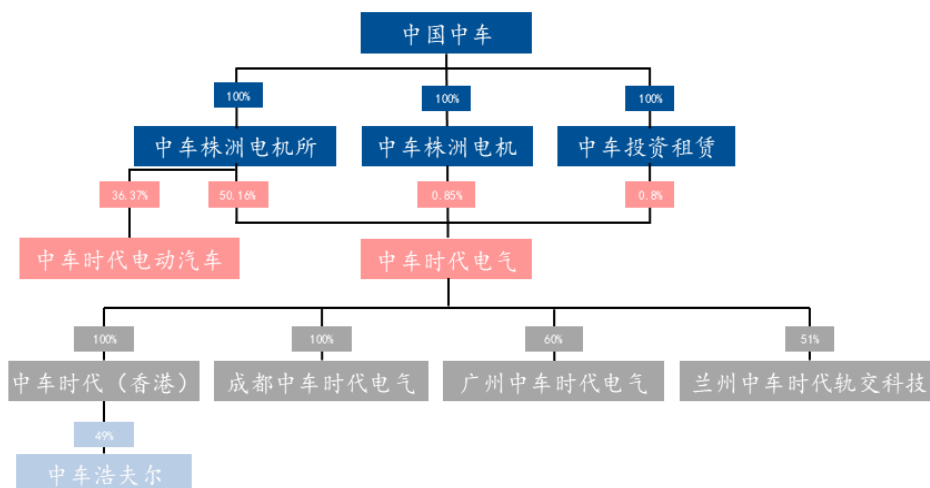 中国中车
100%
100%
100%
中车株洲电机所
中车株洲电机
中车投资租赁
36.37%
50.16%
0.85%
0.8%
中车时代电动汽车
中车时代电气
100%
100%
60%
51%
中车时代（香港）
成都中车时代电气
广州中车时代电气
兰州中车时代轨交科技
49%
中车浩夫尔